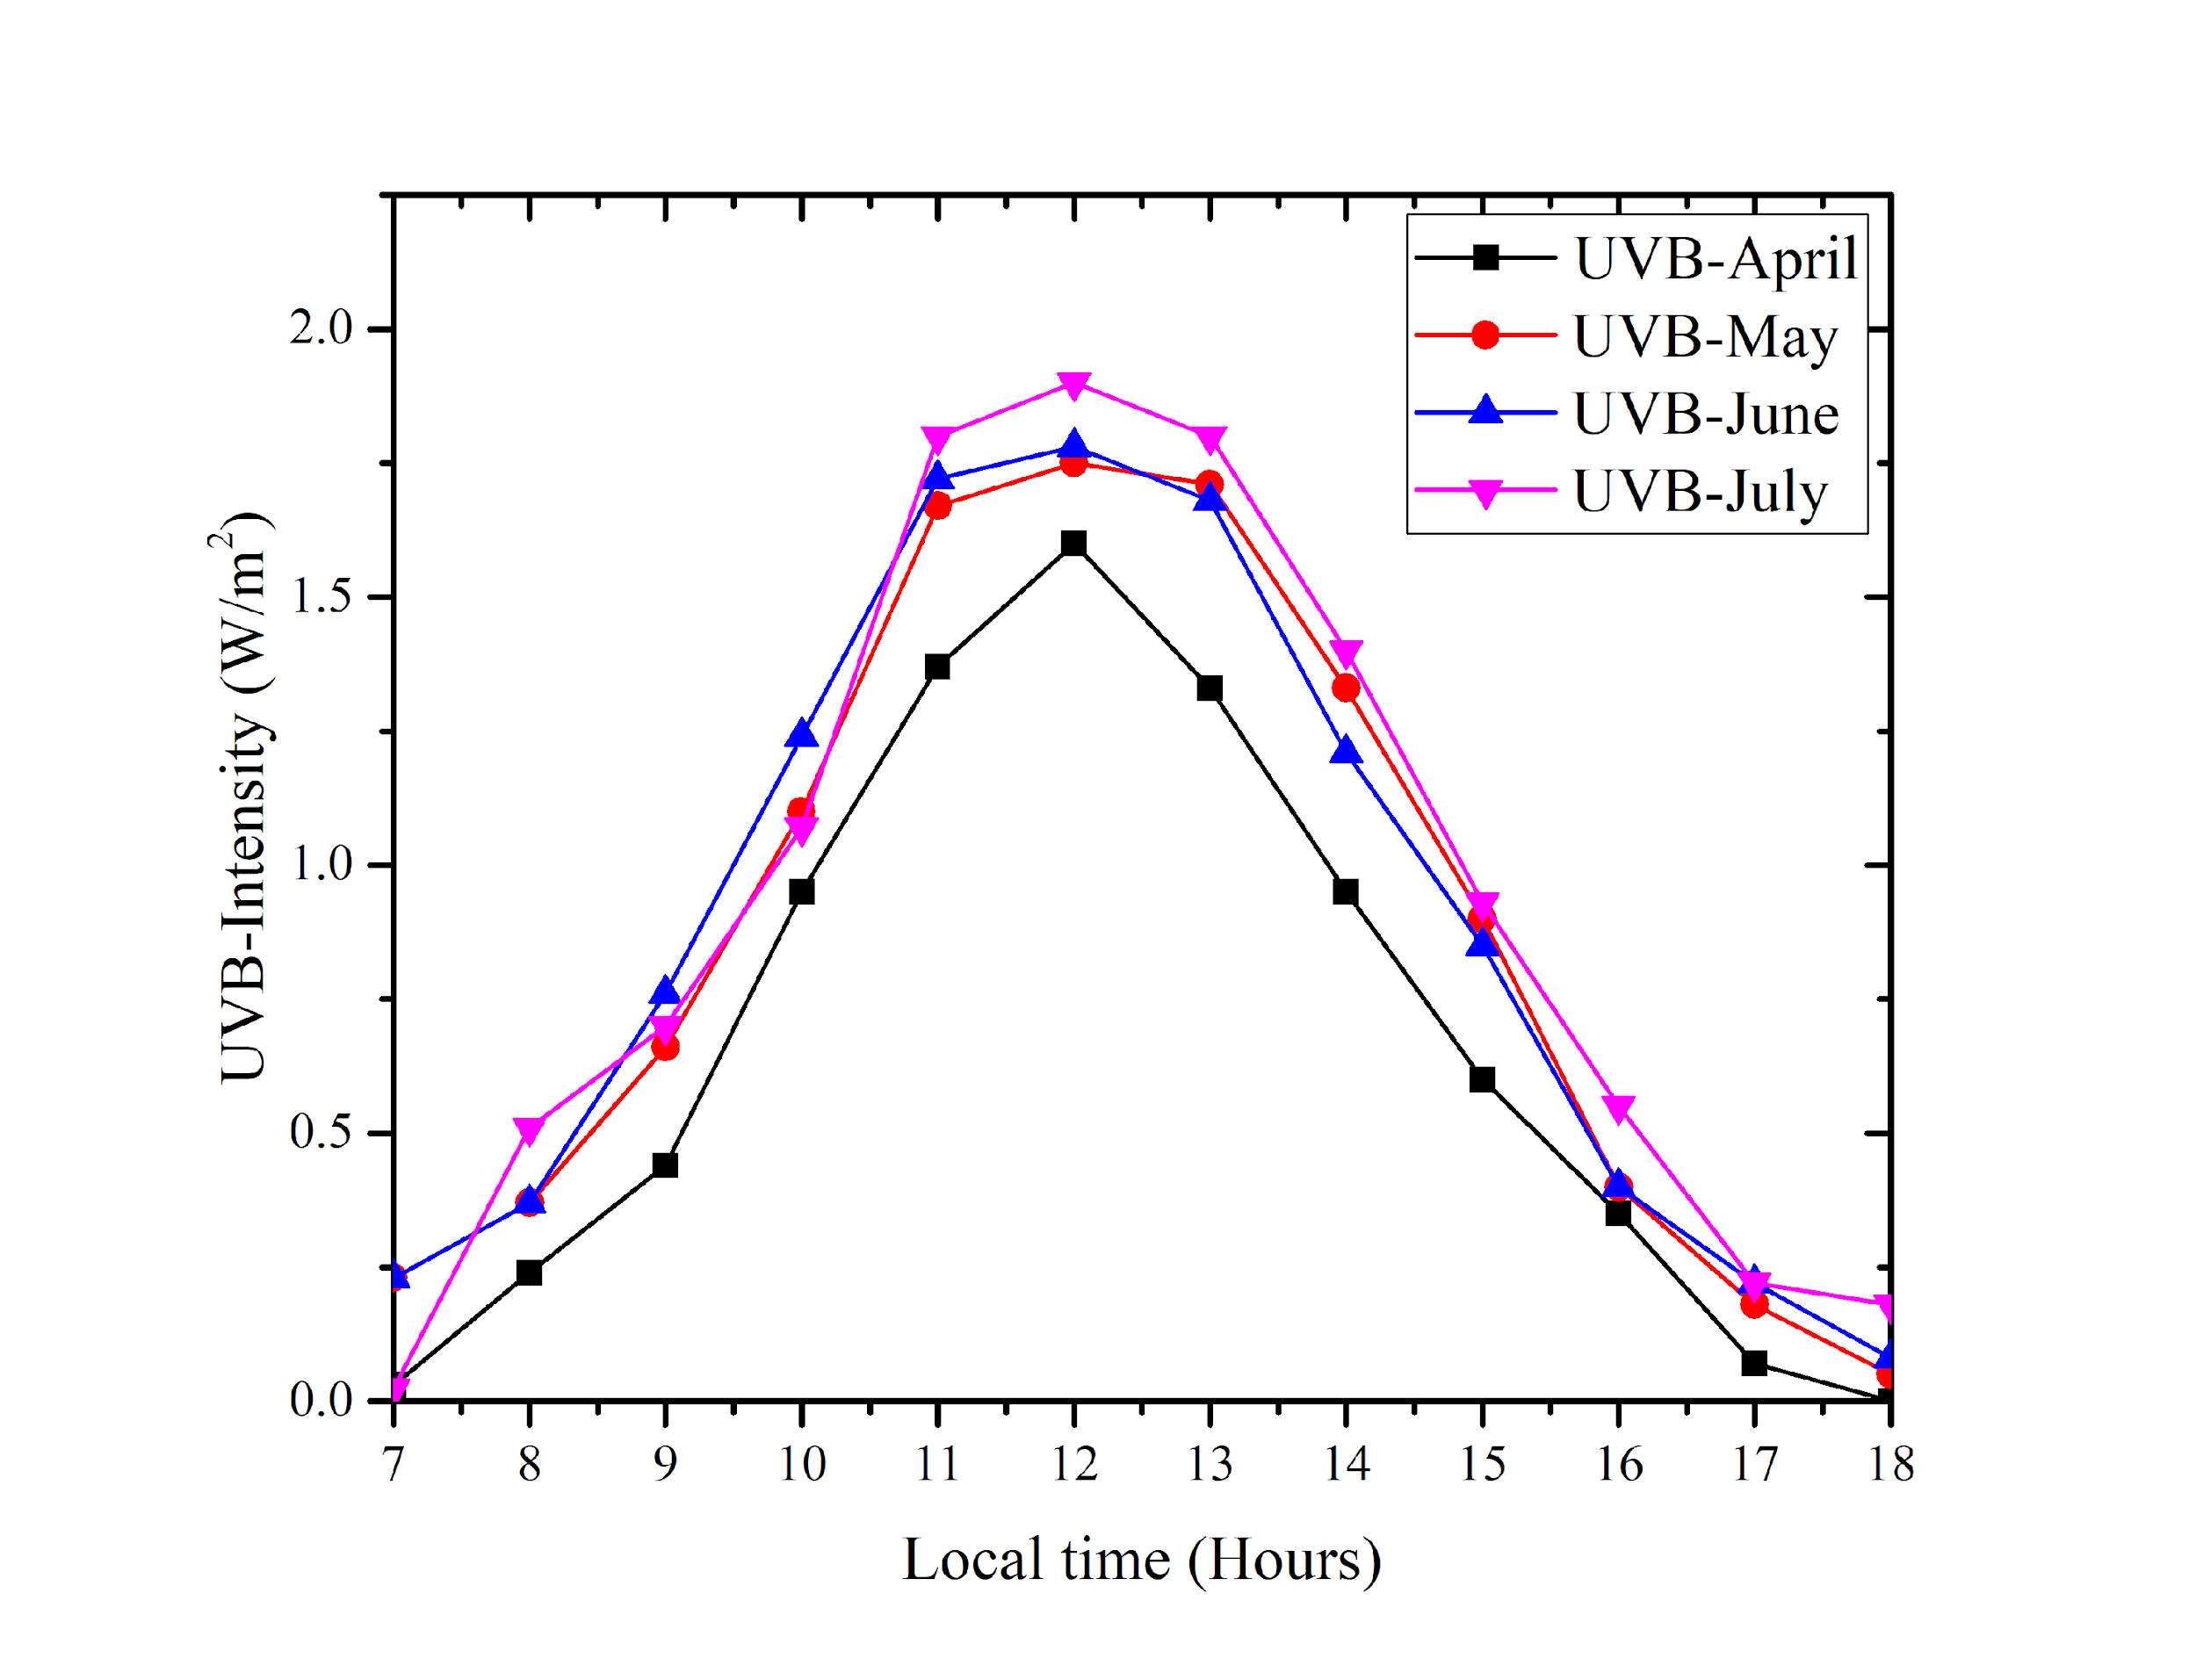 UVB-April
UVB-May
UVB-June
UVB-July
UVB-Intensity (W/m²)
2.0
1.5
1.0
0.5
0.0
7 8 9 10 11 12 13 14 15 16 17 18
Local time (Hours)